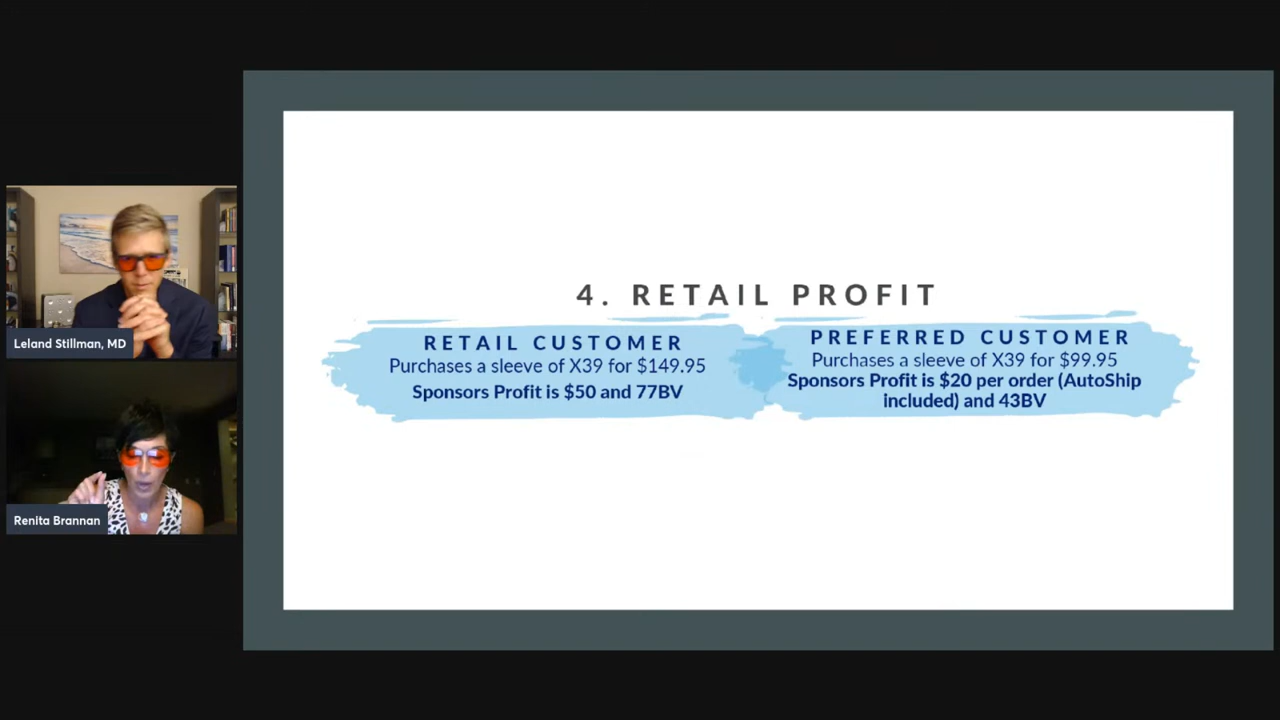 Leland Stillman, MD
Renita Brannan
4. RETAIL PROFIT
RETAIL CUSTOMER
Purchases a sleeve of X39 for $149.95
Sponsors Profit is $50 and 77BV
PREFERRED CUSTOMER
Purchases a sleeve of X39 for $99.95
Sponsors Profit is $20 per order (AutoShip
included) and 43BV